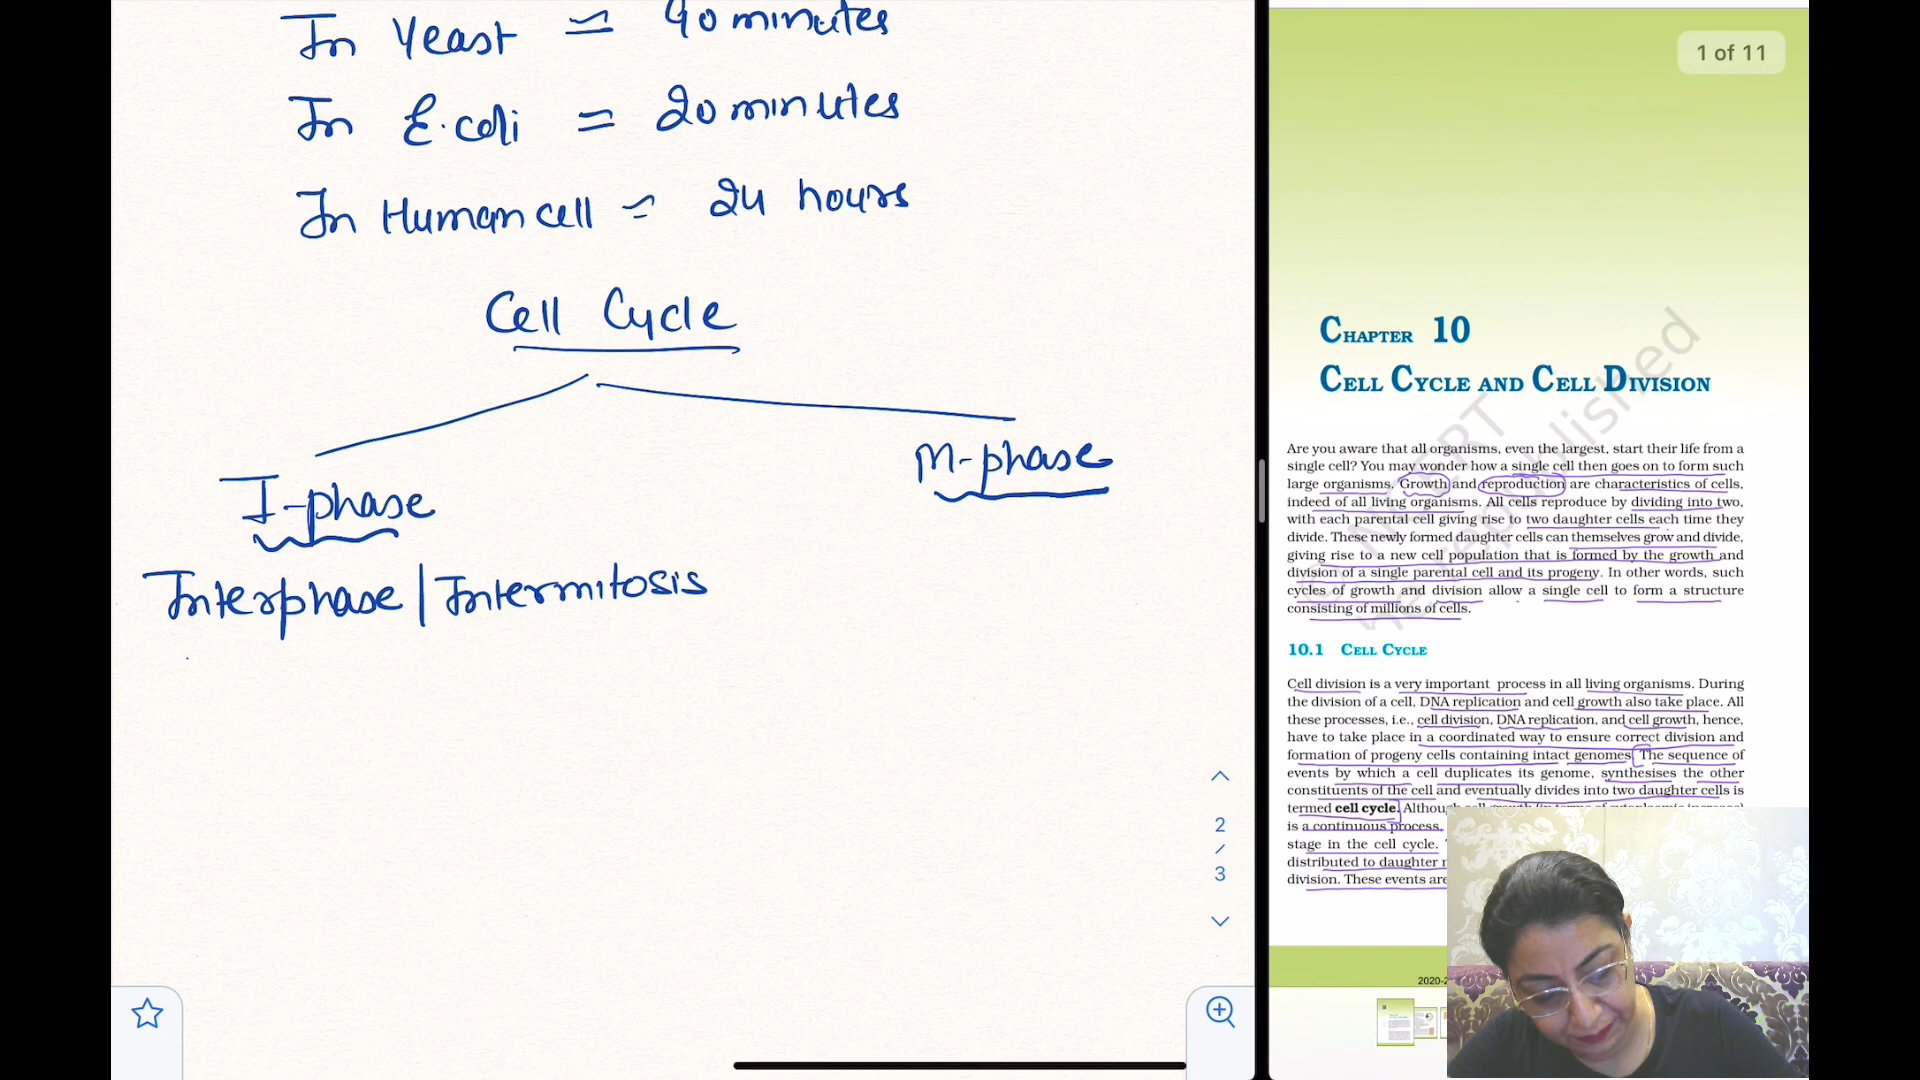 In Yeast ≃ 90 minutes
In E.coli = 20 minutes
In Human cell ≃ 24 hours
Cell Cycle
I-phase
M-phase
Interphase | Intermitosis
2
/
3
1 of 11
CHAPTER 10
CELL CYCLE AND CELL DIVISION
Are you aware that all organisms, even the largest, start their life from a
single cell? You may wonder how a single cell then goes on to form such
large organisms. Growth and reproduction are characteristics of cells,
indeed of all living organisms. All cells reproduce by dividing into two,
with each parental cell giving rise to two daughter cells each time they
divide. These newly formed daughter cells can themselves grow and divide,
giving rise to a new cell population that is formed by the growth and
division of a single parental cell and its progeny. In other words, such
cycles of growth and division allow a single cell to form a structure
consisting of millions of cells.
10.1 CELL CYCLE
Cell division is a very important process in all living organisms. During
the division of a cell, DNA replication and cell growth also take place. All
these processes, i.e., cell division, DNA replication, and cell growth, hence,
have to take place in a coordinated way to ensure correct division and
formation of progeny cells containing intact genomes. The sequence of
events by which a cell duplicates its genome, synthesises the other
constituents of the cell and eventually divides into two daughter cells is
termed cell cycle. Although
is a continuous process,
stage in the cell cycle.
distributed to daughter
division. These events are